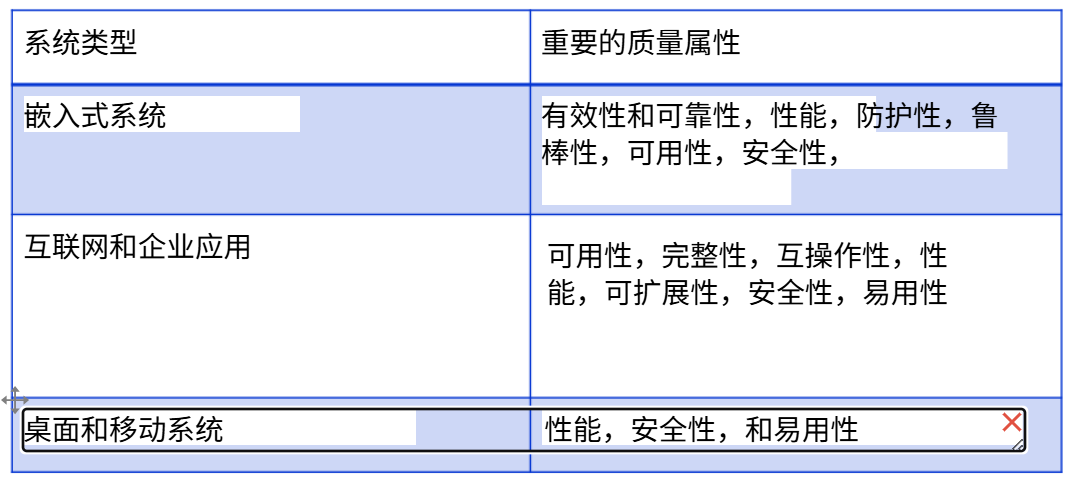 系统类型
重要的质量属性
嵌入式系统
有效性和可靠性，性能，防护性，鲁
棒性，可用性，安全性，
互联网和企业应用
可用性，完整性，互操作性，性
能，可扩展性，安全性，易用性
桌面和移动系统
性能，安全性，和易用性